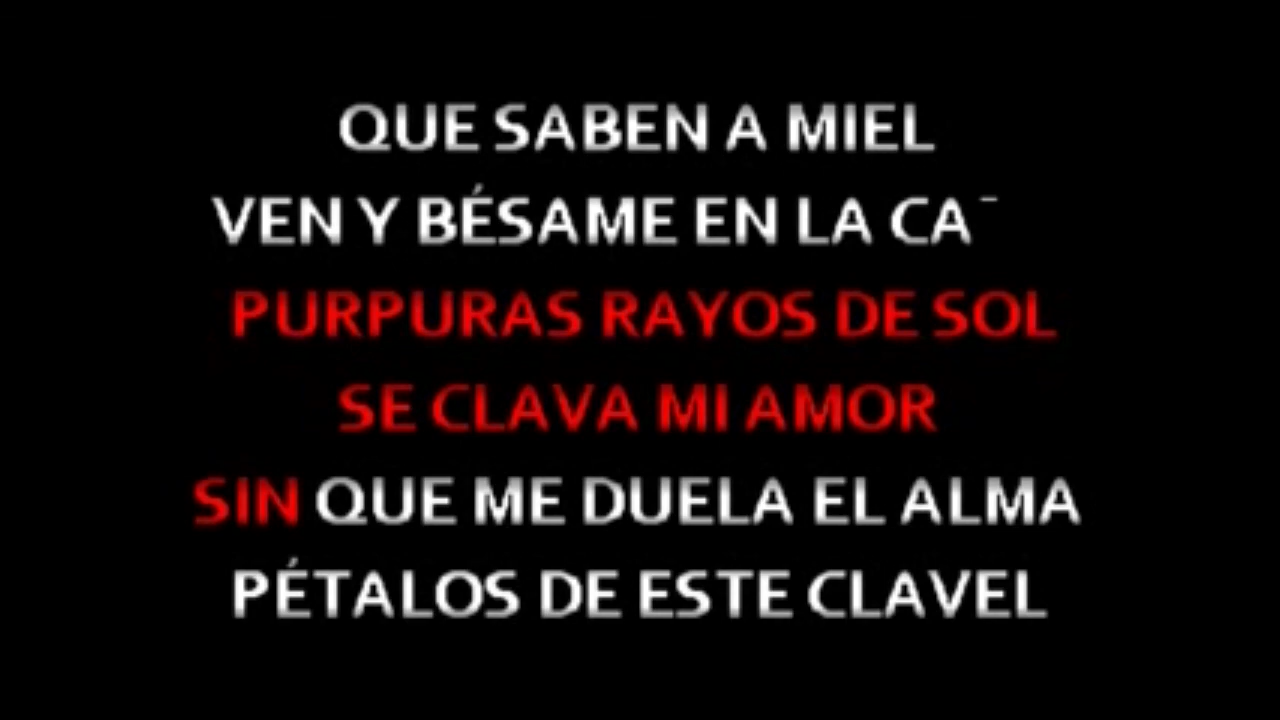 QUE SABEN A MIEL
VEN Y BÉSAME EN LA CA¯
PURPURAS RAYOS DE SOL
SE CLAVA MI AMOR
SIN QUE ME DUELA EL ALMA
PÉTALOS DE ESTE CLAVEL